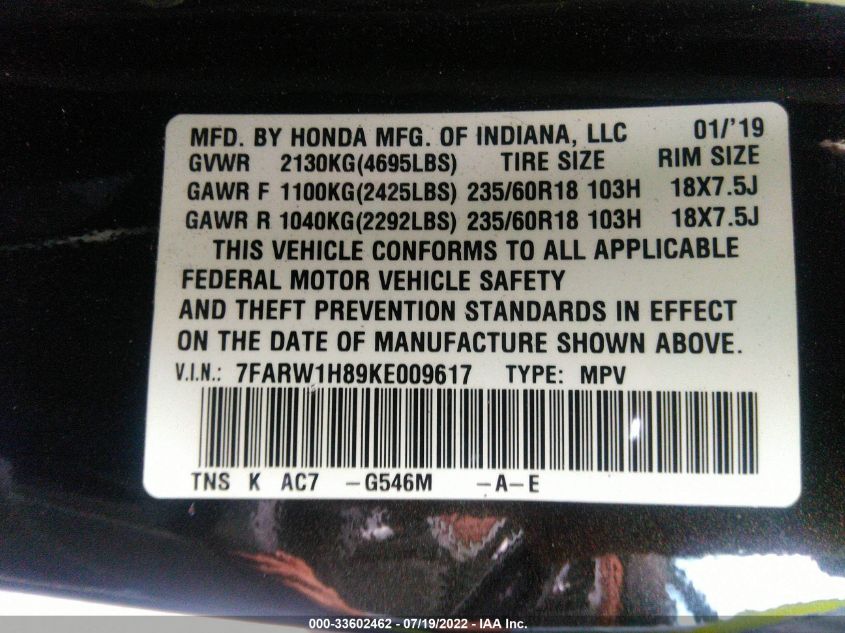 MFD. BY HONDA MFG. OF INDIANA, LLC 01/'19
GVWR 2130KG(4695LBS) TIRE SIZE RIM SIZE
GAWR F 1100KG(2425LBS) 235/60R18 103H 18X7.5J
GAWR R 1040KG(2292LBS) 235/60R18 103H 18X7.5J
THIS VEHICLE CONFORMS TO ALL APPLICABLE
FEDERAL MOTOR VEHICLE SAFETY
AND THEFT PREVENTION STANDARDS IN EFFECT
ON THE DATE OF MANUFACTURE SHOWN ABOVE.
V.I.N.: 7FARW1H89KE009617 TYPE: MPV
TNS K AC7 -G546M -A-E
000-33602462 - 07/19/2022 - IAA Inc.